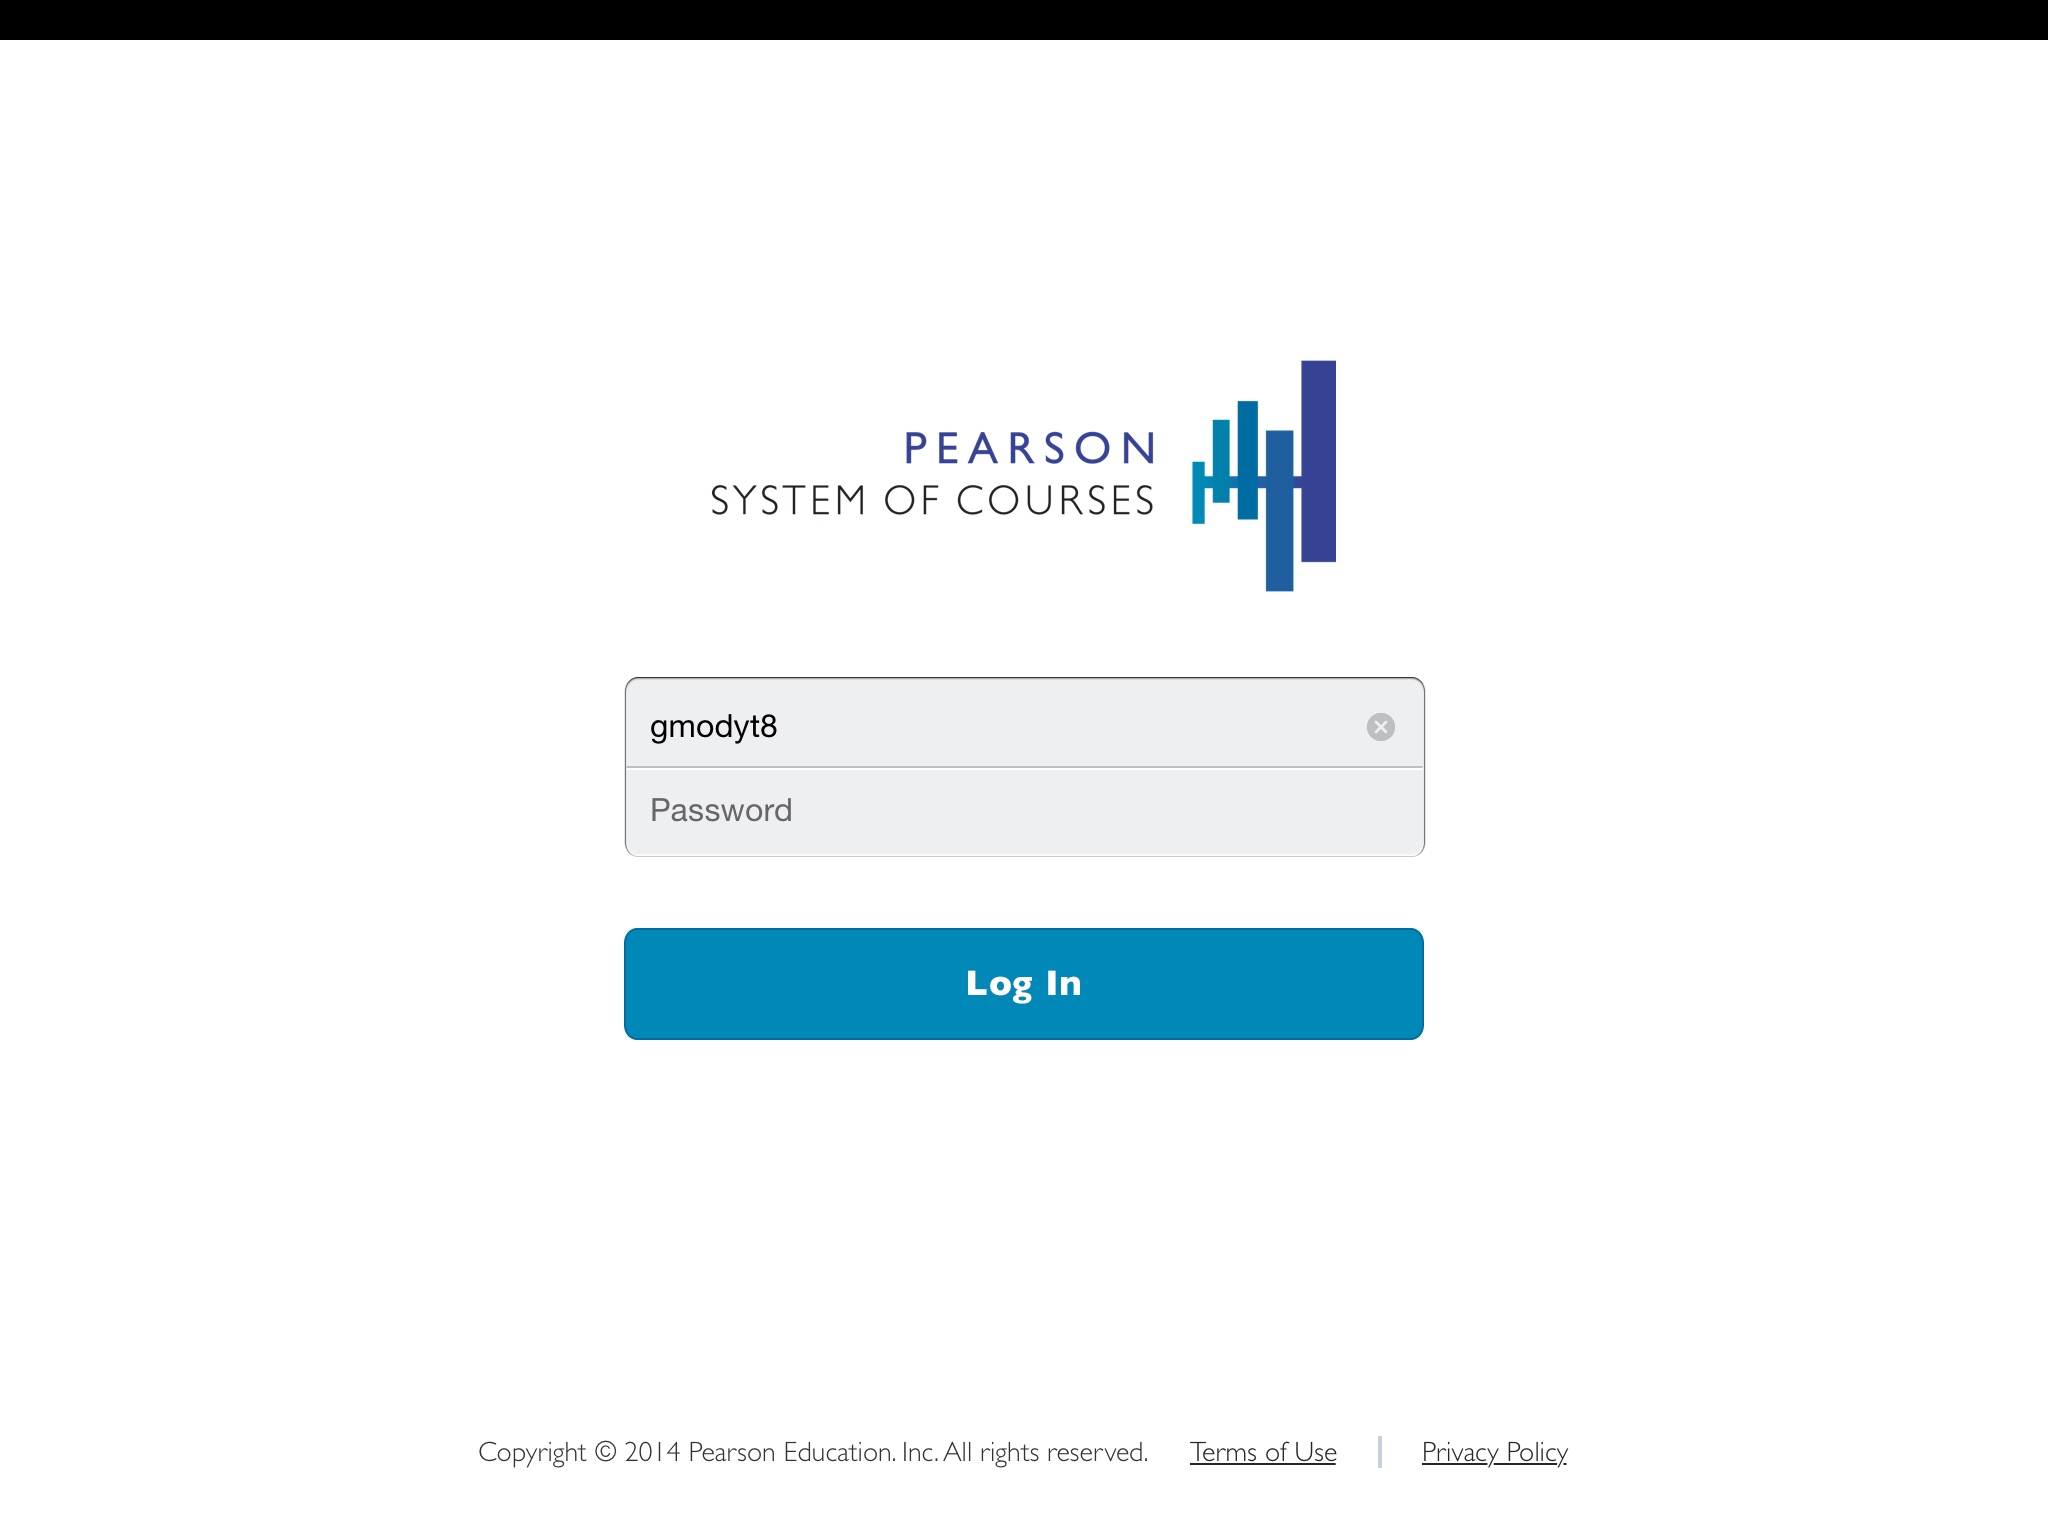 PEARSON
SYSTEM OF COURSES
gmodyt8
Password
Log In
Copyright © 2014 Pearson Education. Inc. All rights reserved. Terms of Use | Privacy Policy